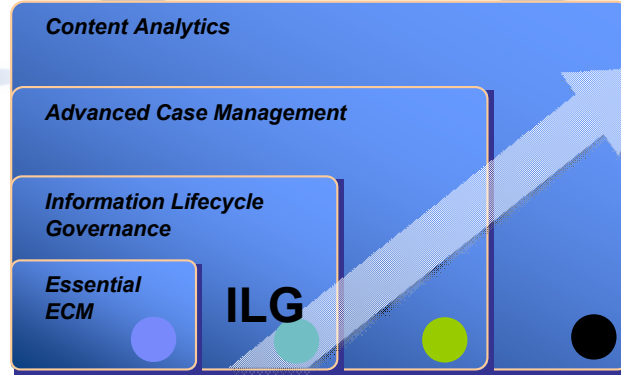 Content Analytics
Advanced Case Management
Information Lifecycle
Governance
Essential
ECM
ILG